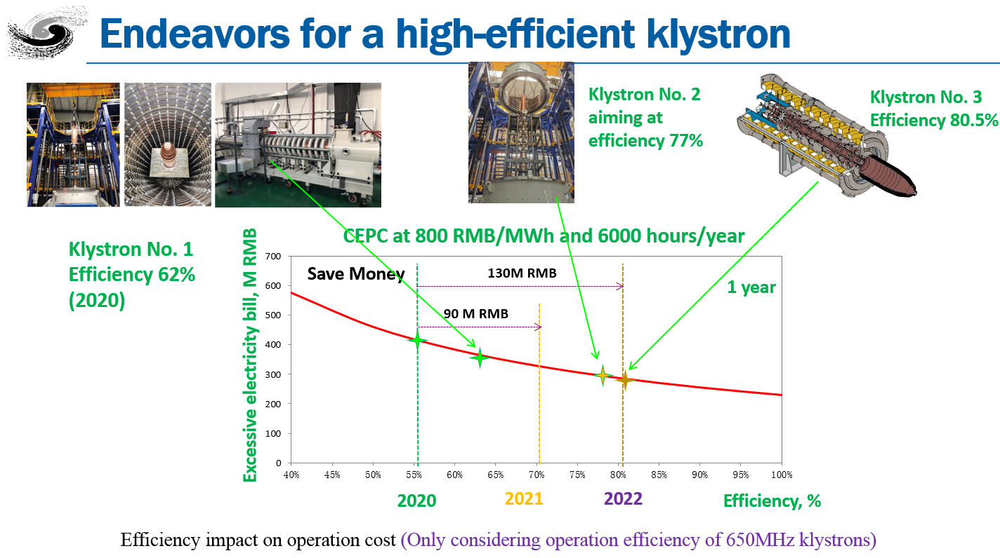 Endeavors for a high-efficient klystron
Klystron No. 2
aiming at
efficiency 77%
Klystron No. 3
Efficiency 80.5%
Klystron No. 1
Efficiency 62%
(2020)
CEPC at 800 RMB/MWh and 6000 hours/year
Excessive electricity bill, M RMB
700
600
500
400
300
200
100
0
Save Money
130M RMB
90 M RMB
1 year
40% 45% 50% 55% 60% 65% 70% 75% 80% 85% 90% 95% 100%
2020 2021 2022 Efficiency, %
Efficiency impact on operation cost (Only considering operation efficiency of 650MHz klystrons)